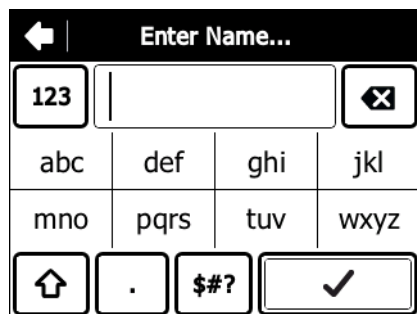 Enter Name...
123
abc def ghi jkl
mno pqrs tuv wxyz
. $#?